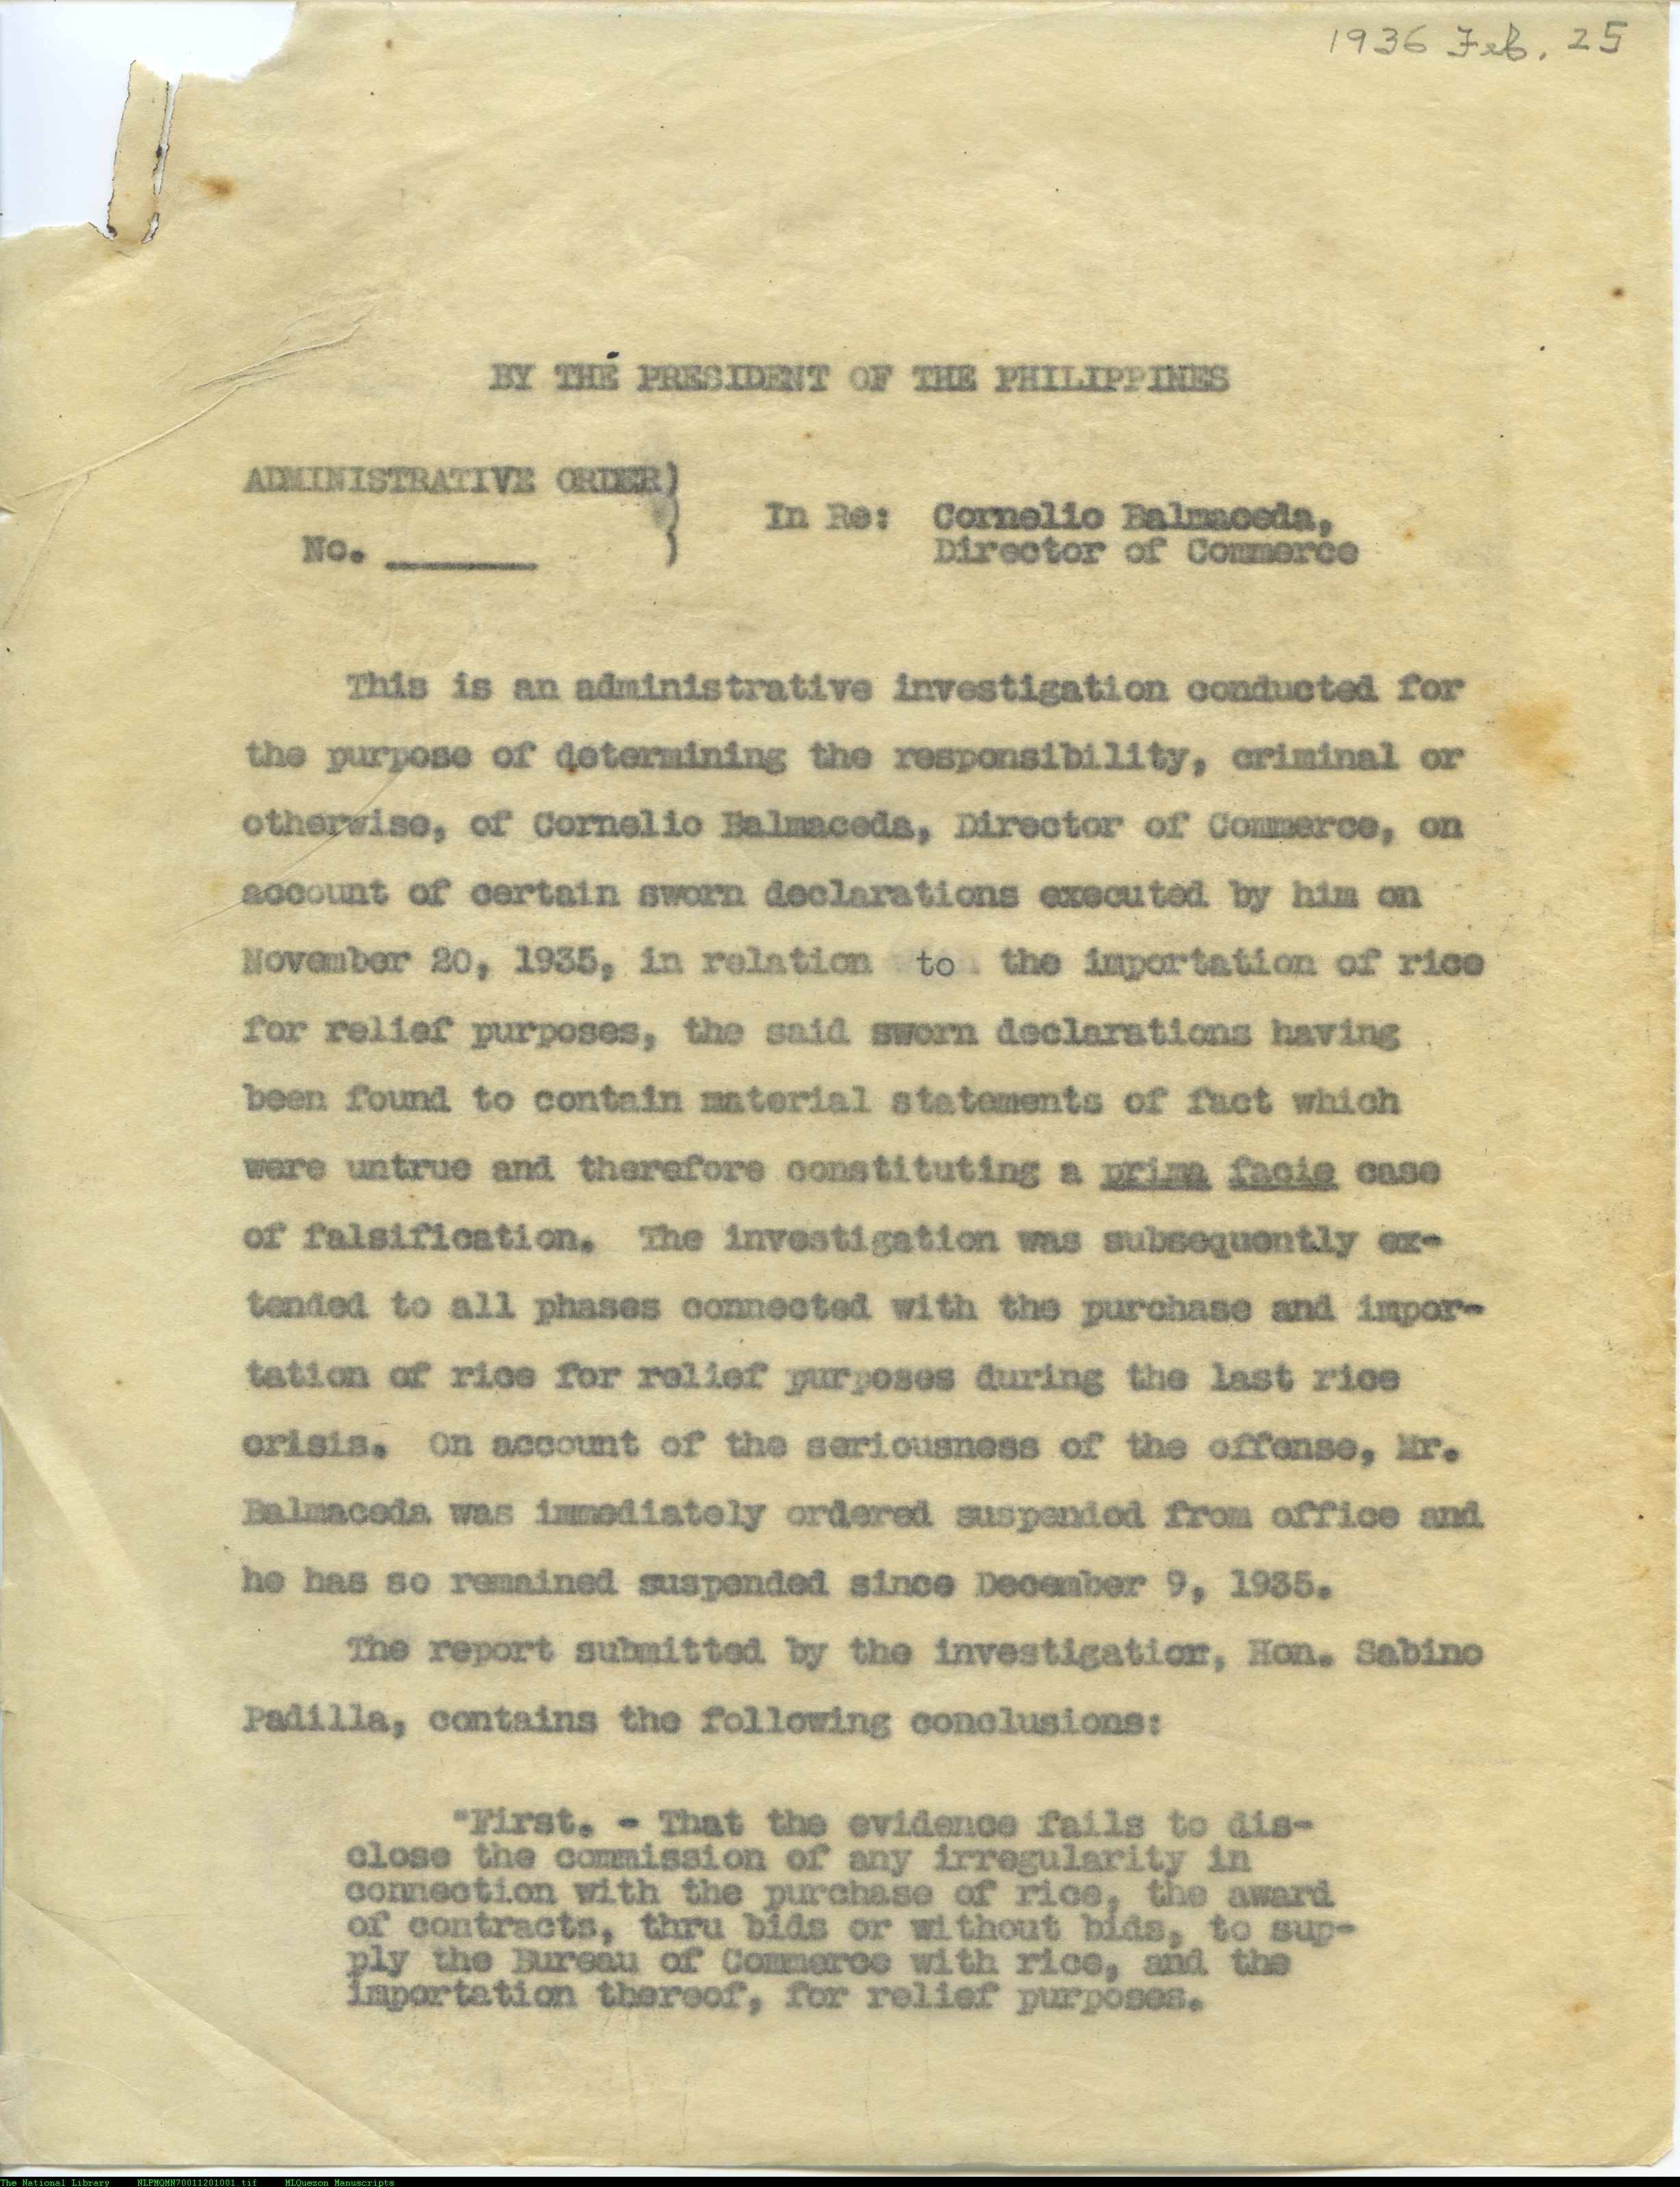 1936 Feb. 25
BY THE PRESIDENT OF THE PHILIPPINES
ADMINISTRATIVE ORDER)
No. ________ )
In Re: Cornelio Balmaceda,
Director of Commerce
This is an administrative investigation conducted for
the purpose of determining the responsibility, criminal or
otherwise, of Cornelio Balmaceda, Director of Commerce, on
account of certain sworn declarations executed by him on
November 20, 1935, in relation to the importation of rice
for relief purposes, the said sworn declarations having
been found to contain material statements of fact which
were untrue and therefore constituting a prima facie case
of falsification. The investigation was subsequently ex-
tended to all phases connected with the purchase and impor-
tation of rice for relief purposes during the last rice
crisis. On account of the seriousness of the offense, Mr.
Balmaceda was immediately ordered suspended from office and
he has so remained suspended since December 9, 1935.
The report submitted by the investigatior, Hon. Sabino
Padilla, contains the following conclusions:
"First. - That the evidence fails to dis-
close the commission of any irregularity in
connection with the purchase of rice, the award
of contracts, thru bids or without bids, to sup-
ply the Bureau of Commerce with rice, and the
importation thereof, for relief purposes.
The National Library NLPMQMN70011201001.tif MLQuezon Manuscripts